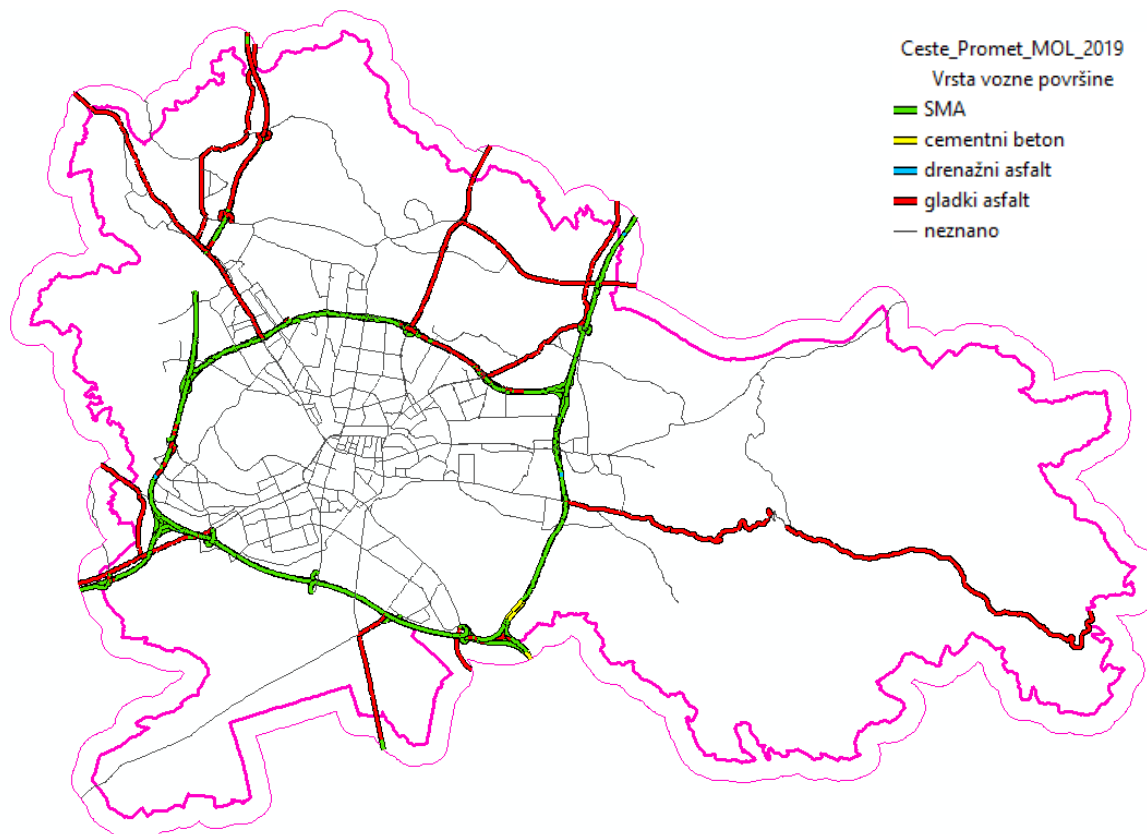 Ceste_Promet_MOL_2019
Vrsta vozne površine
SMA
cementni beton
drenažni asfalt
gladki asfalt
neznano